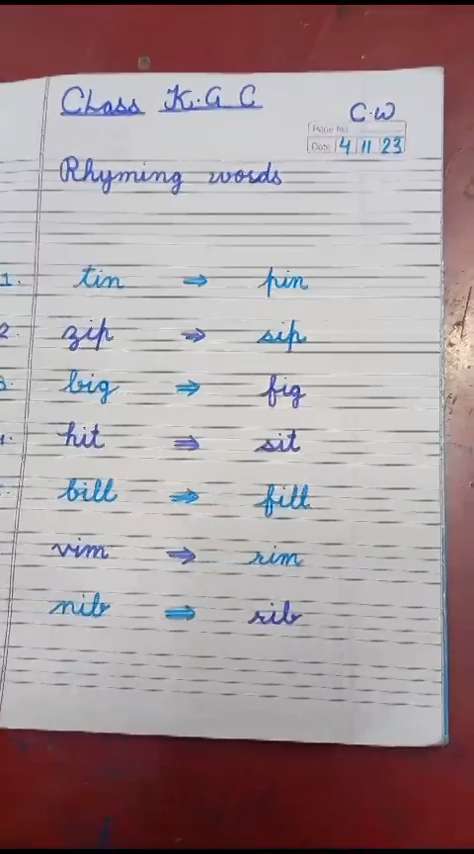 Class K.G C
C.W
Page No.
Date 4 11 23
Rhyming words
1. tin ⇒ pin
2. zip ⇒ sip
3. big ⇒ fig
hit ⇒ sit
bill ⇒ fill
vim ⇒ rim
nib ⇒ rib